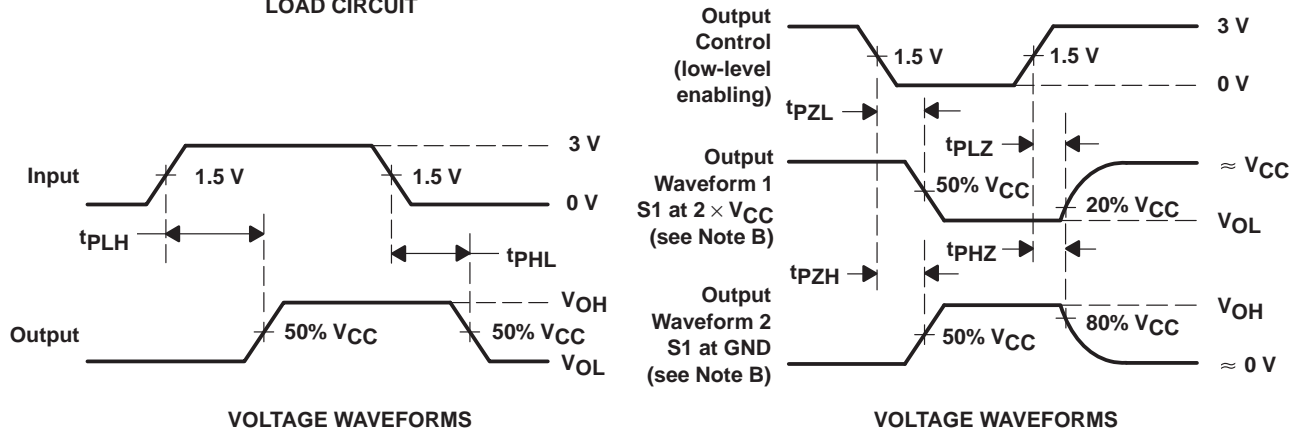 LOAD CIRCUIT
Input
1.5 V
1.5 V
3 V
0 V
tPLH
tPHL
Output
50% VCC
50% VCC
VOH
VOL
VOLTAGE WAVEFORMS
Output
Control
(low-level
enabling)
1.5 V
1.5 V
3 V
0 V
tPZL
tPLZ
Output
Waveform 1
S1 at 2 × VCC
(see Note B)
50% VCC
20% VCC
≈ VCC
VOL
tPZH
tPHZ
Output
Waveform 2
S1 at GND
(see Note B)
50% VCC
80% VCC
VOH
≈ 0 V
VOLTAGE WAVEFORMS